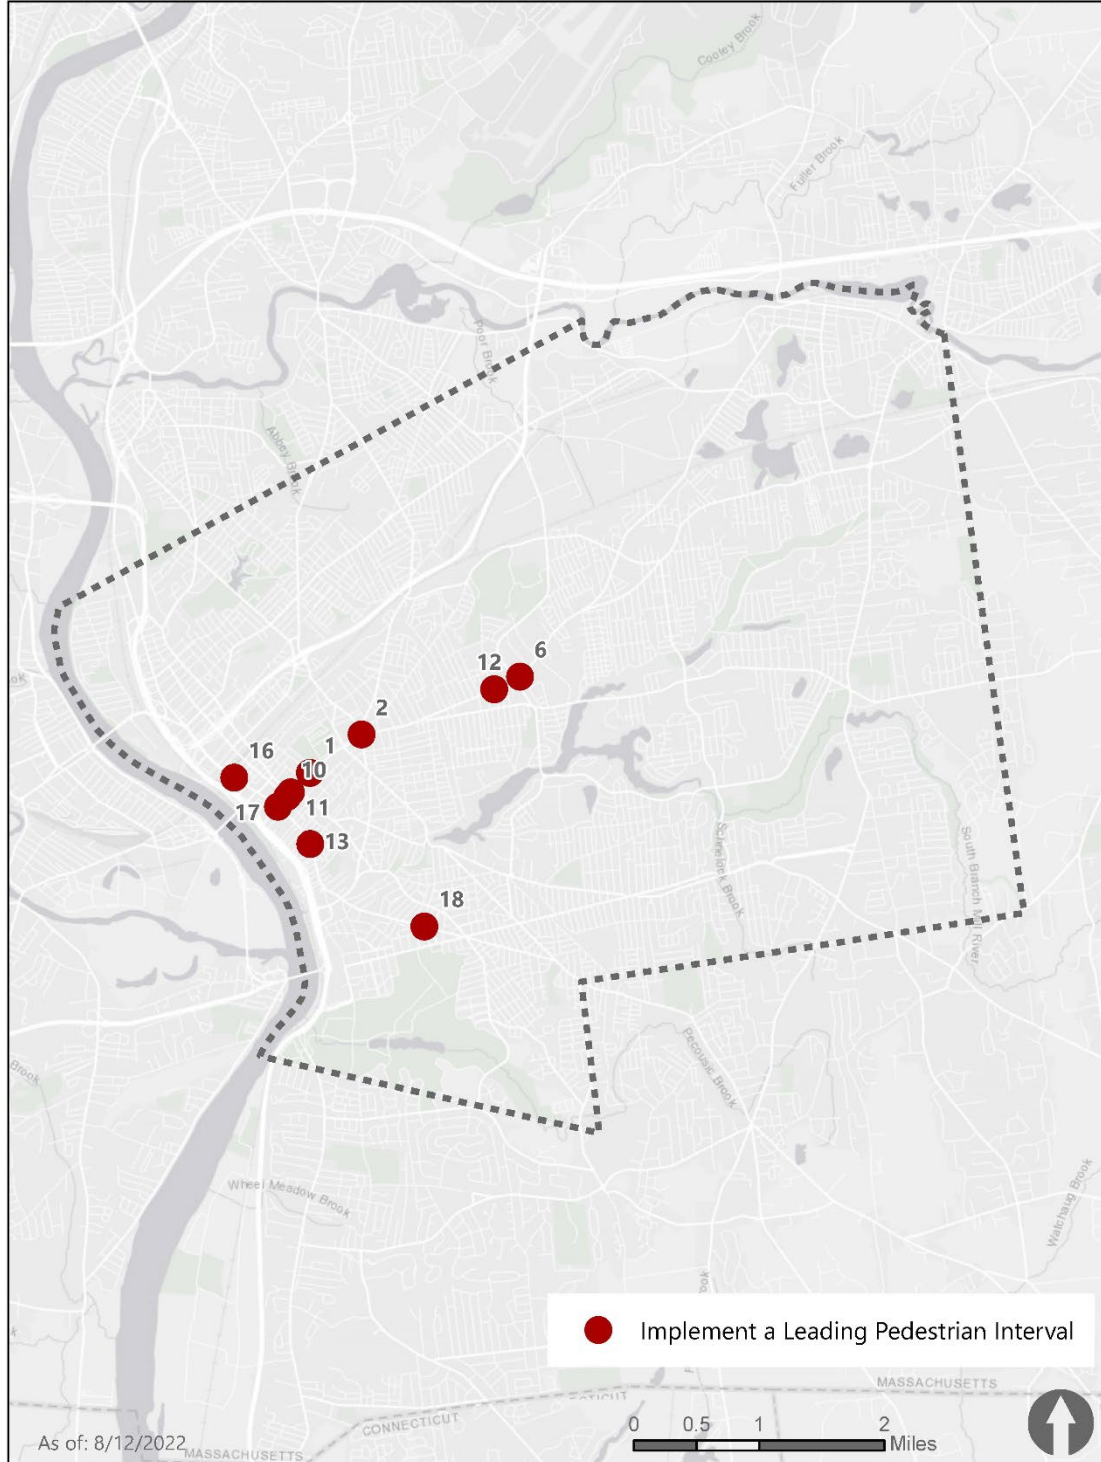 Cooley Brook
Fuller Brook
Poor Brook
Abbey Brook
6
12
2
16
1
10
17
11
13
18
Schneelock Brook
South Branch Mill River
Pecousic Brook
Brook
Wheel Meadow Brook
Watchaug Brook
Implement a Leading Pedestrian Interval
MASSACHUSETTS
CONNECTICUT
0 0.5 1 2
Miles
As of: 8/12/2022
MASSACHUSETTS